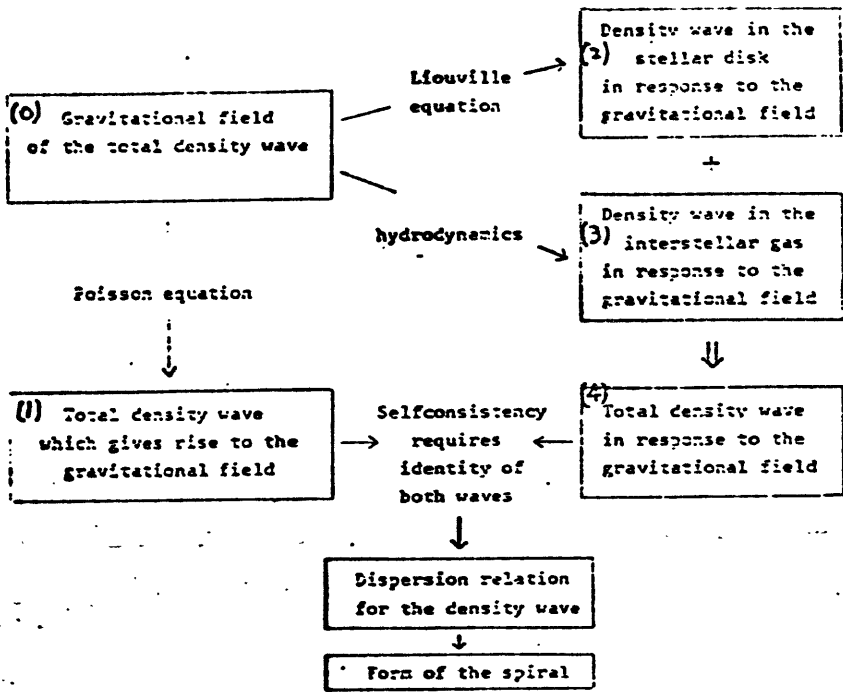 (0) Gravitational field
of the total density wave
Liouville
equation
(2) Density wave in the
stellar disk
in response to the
gravitational field
+
hydrodynamics
(3) Density wave in the
interstellar gas
in response to the
gravitational field
Poisson equation
(1) Total density wave
which gives rise to the
gravitational field
Selfconsistency
requires
identity of
both waves
(4) Total density wave
in response to the
gravitational field
Dispersion relation
for the density wave
Form of the spiral